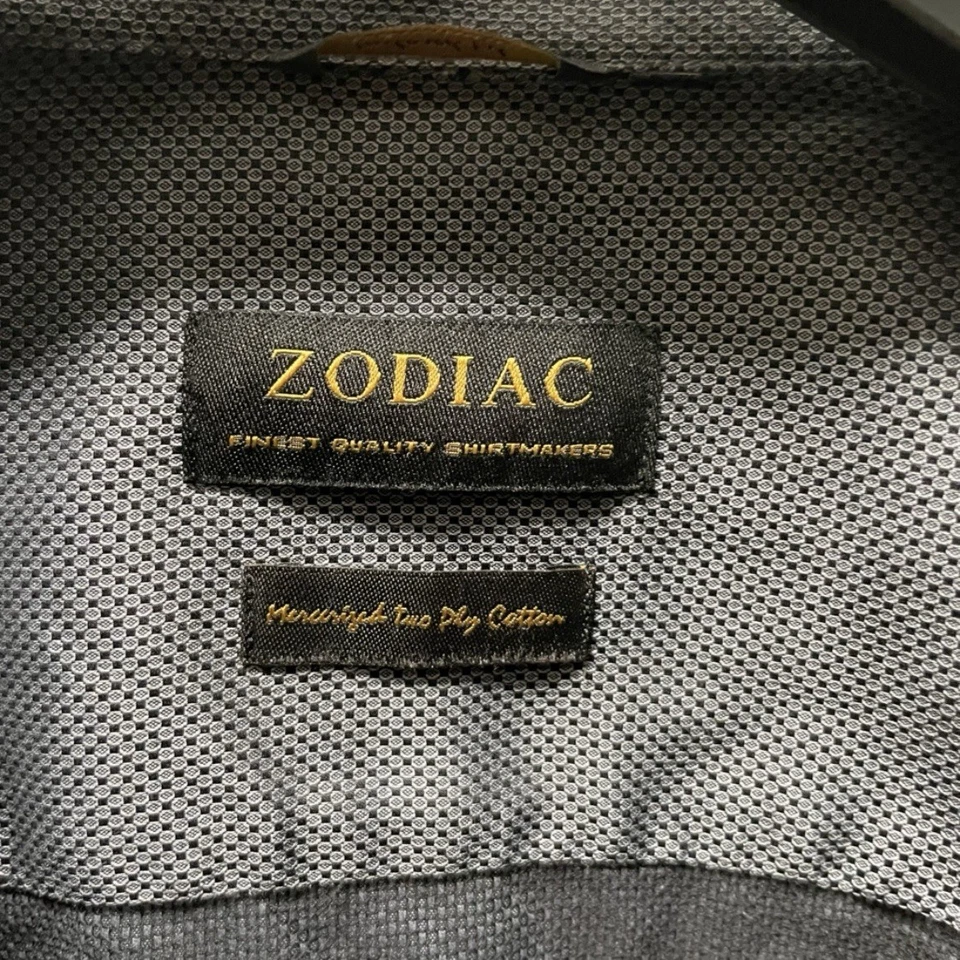 ZODIAC
FINEST QUALITY SHIRTMAKERS
Mercerized Two Ply Cotton